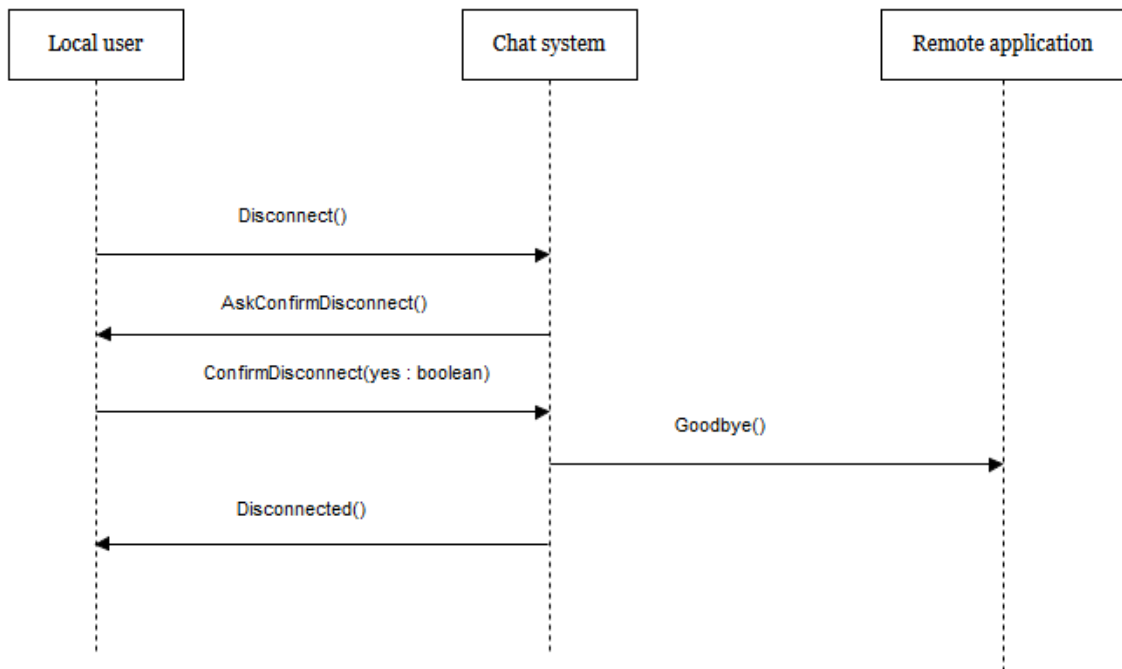 Local user
Chat system
Remote application
Disconnect()
AskConfirmDisconnect()
ConfirmDisconnect(yes : boolean)
Goodbye()
Disconnected()